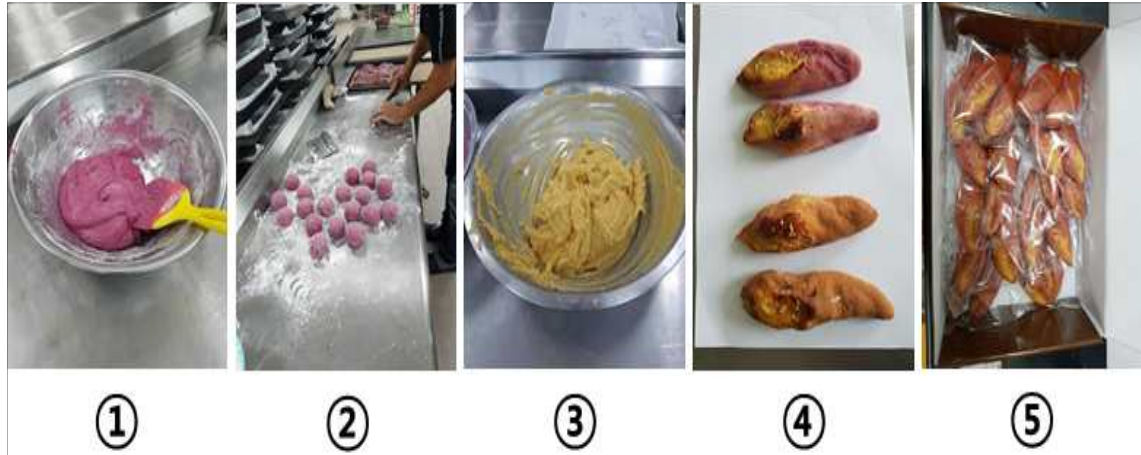 ① ② ③ ④ ⑤